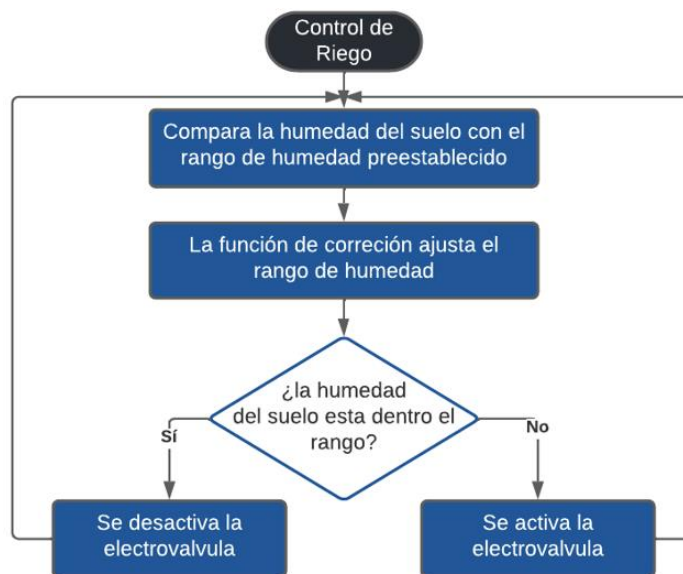 Control de
Riego
Compara la humedad del suelo con el
rango de humedad preestablecido
La función de correción ajusta el
rango de humedad
¿la humedad
del suelo esta dentro el
rango?
Sí
No
Se desactiva la
electrovalvula
Se activa la
electrovalvula